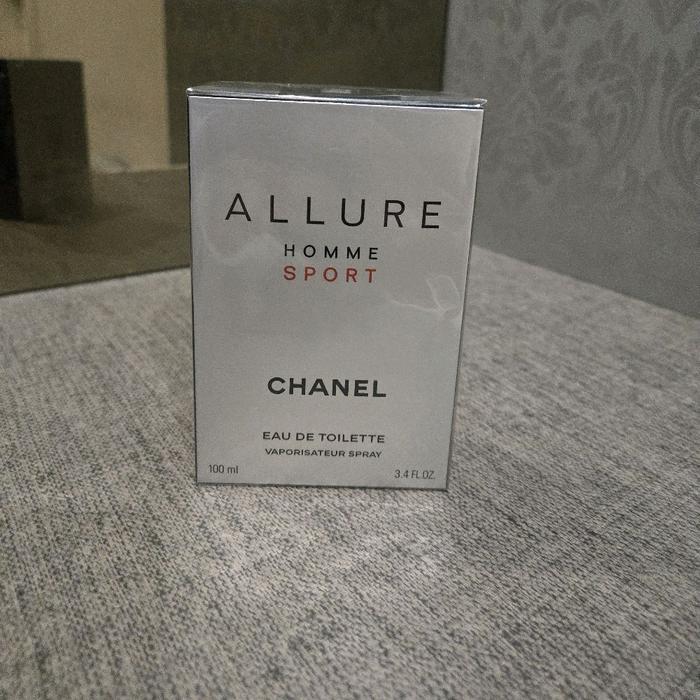 ALLURE
HOMME
SPORT
CHANEL
EAU DE TOILETTE
VAPORISATEUR SPRAY
100 ml 3.4 FL.OZ.